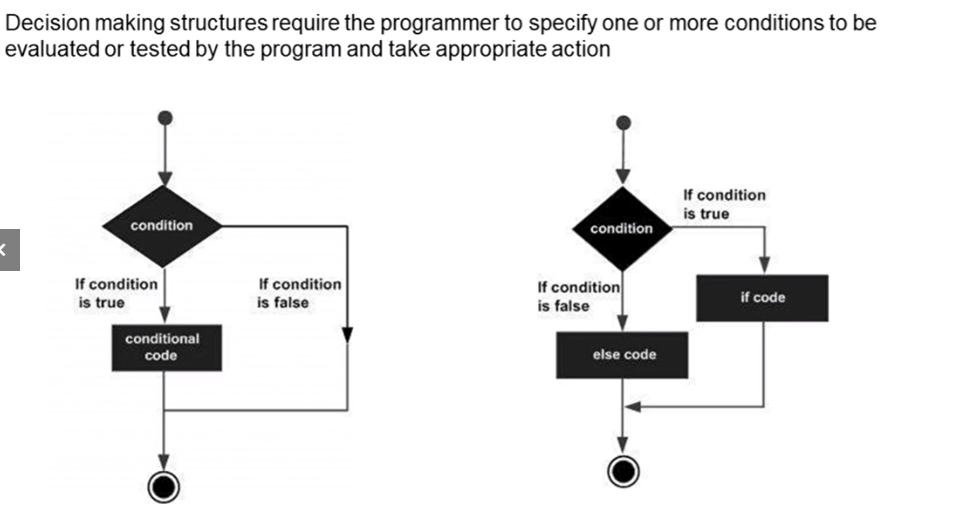 Decision making structures require the programmer to specify one or more conditions to be
evaluated or tested by the program and take appropriate action
condition
If condition
is true
If condition
is false
conditional
code
condition
If condition
is true
If condition
is false
if code
else code